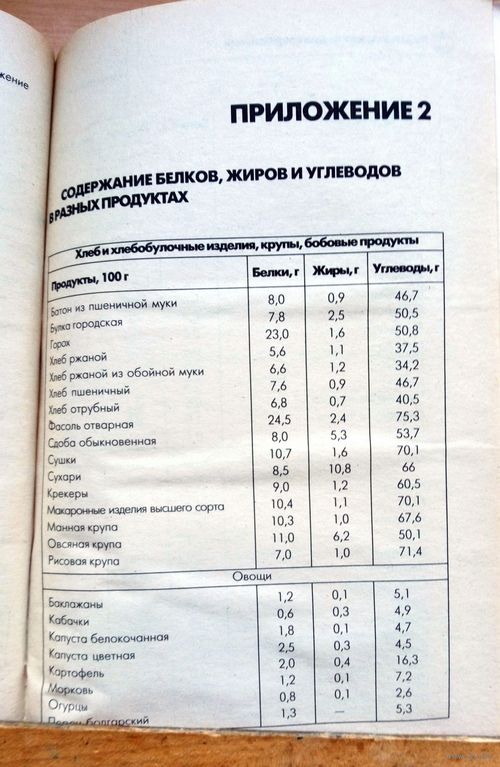 жение
ПРИЛОЖЕНИЕ 2
СОДЕРЖАНИЕ БЕЛКОВ, ЖИРОВ И УГЛЕВОДОВ
В РАЗНЫХ ПРОДУКТАХ
Хлеб и хлебобулочные изделия, крупы, бобовые продукты
Продукты, 100 г Белки, г Жиры, г Углеводы, г
Батон из пшеничной муки 8,0 0,9 46,7
Булка городская 7,8 2,5 50,5
Горох 23,0 1,6 50,8
Хлеб ржаной 5,6 1,1 37,5
Хлеб ржаной из обойной муки 6,6 1,2 34,2
Хлеб пшеничный 7,6 0,9 46,7
Хлеб отрубный 6,8 0,7 40,5
Фасоль отварная 24,5 2,4 75,3
Сдоба обыкновенная 8,0 5,3 53,7
Сушки 10,7 1,6 70,1
Сухари 8,5 10,8 66
Крекеры 9,0 1,2 60,5
Макаронные изделия высшего сорта 10,4 1,1 70,1
Манная крупа 10,3 1,0 67,6
Овсяная крупа 11,0 6,2 50,1
Рисовая крупа 7,0 1,0 71,4
Овощи
Баклажаны 1,2 0,1 5,1
Кабачки 0,6 0,3 4,9
Капуста белокочанная 1,8 0,1 4,7
Капуста цветная 2,5 0,3 4,5
Картофель 2,0 0,4 16,3
Морковь 1,2 0,1 7,2
Огурцы 0,8 0,1 2,6
Перец болгарский 1,3 — 5,3